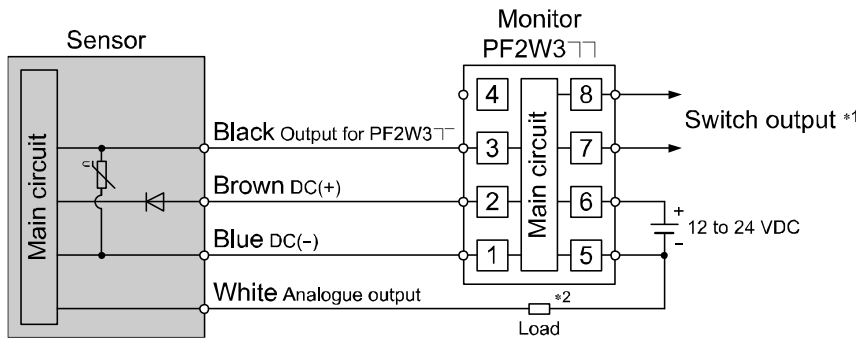 Monitor
PF2W3□□
Sensor
Main circuit
Black Output for PF2W3□□
Brown DC(+)
Blue DC(−)
White Analogue output
4
3
2
1
Main circuit
8
7
6
5
Switch output *1
+
12 to 24 VDC
−
*2
Load